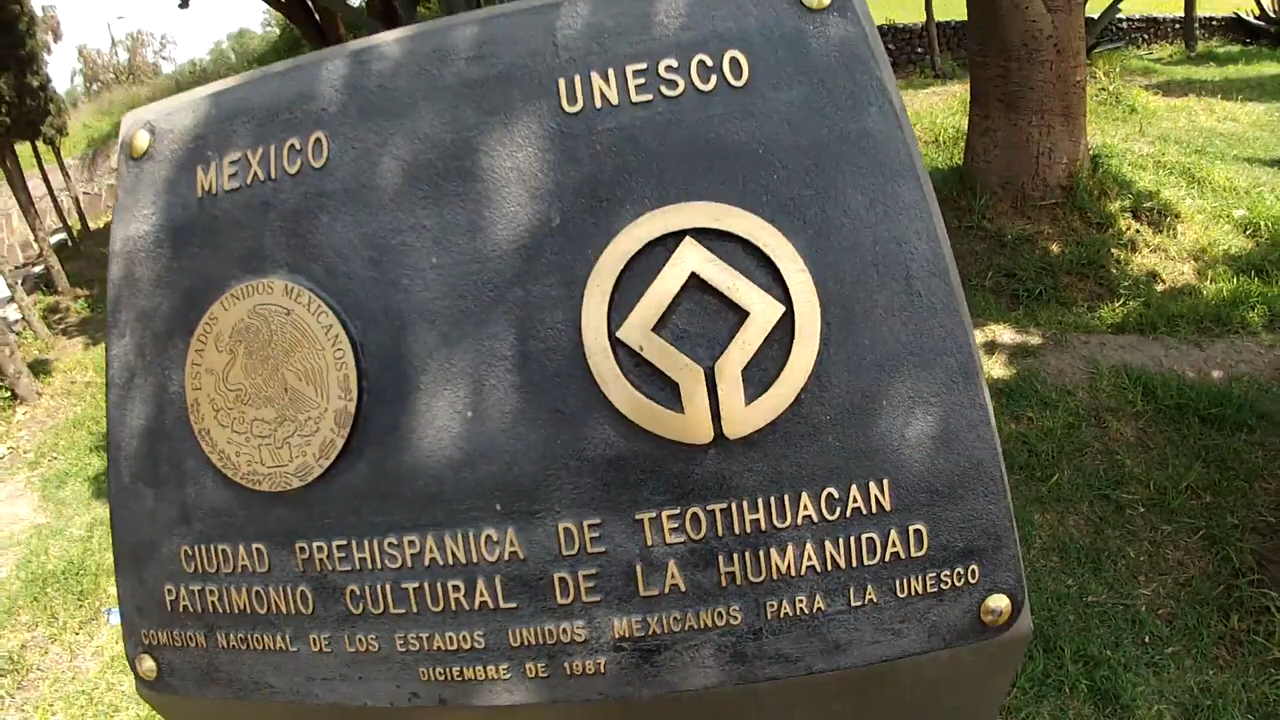 MEXICO
UNESCO
ESTADOS UNIDOS MEXICANOS
CIUDAD PREHISPANICA DE TEOTIHUACAN
PATRIMONIO CULTURAL DE LA HUMANIDAD
COMISION NACIONAL DE LOS ESTADOS UNIDOS MEXICANOS PARA LA UNESCO
DICIEMBRE DE 1987